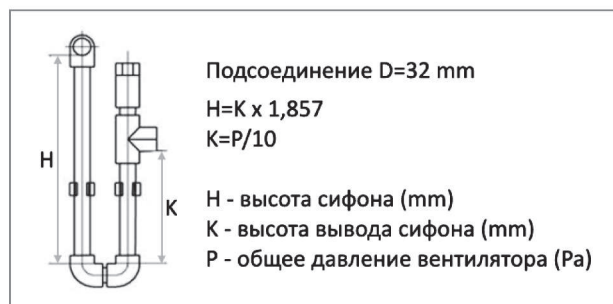 Подсоединение D=32 mm
H=K x 1,857
K=P/10
H
K
H - высота сифона (mm)
K - высота вывода сифона (mm)
P - общее давление вентилятора (Pa)